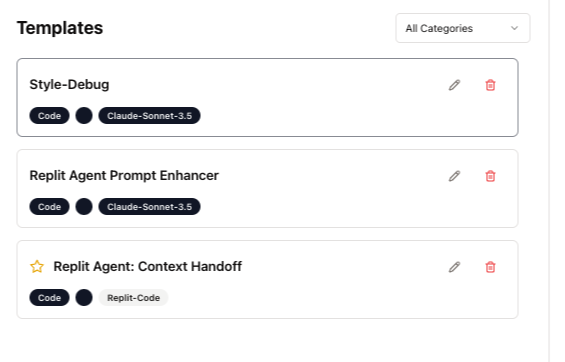 Templates
All Categories
Style-Debug
Code Claude-Sonnet-3.5
Replit Agent Prompt Enhancer
Code Claude-Sonnet-3.5
Replit Agent: Context Handoff
Code Replit-Code